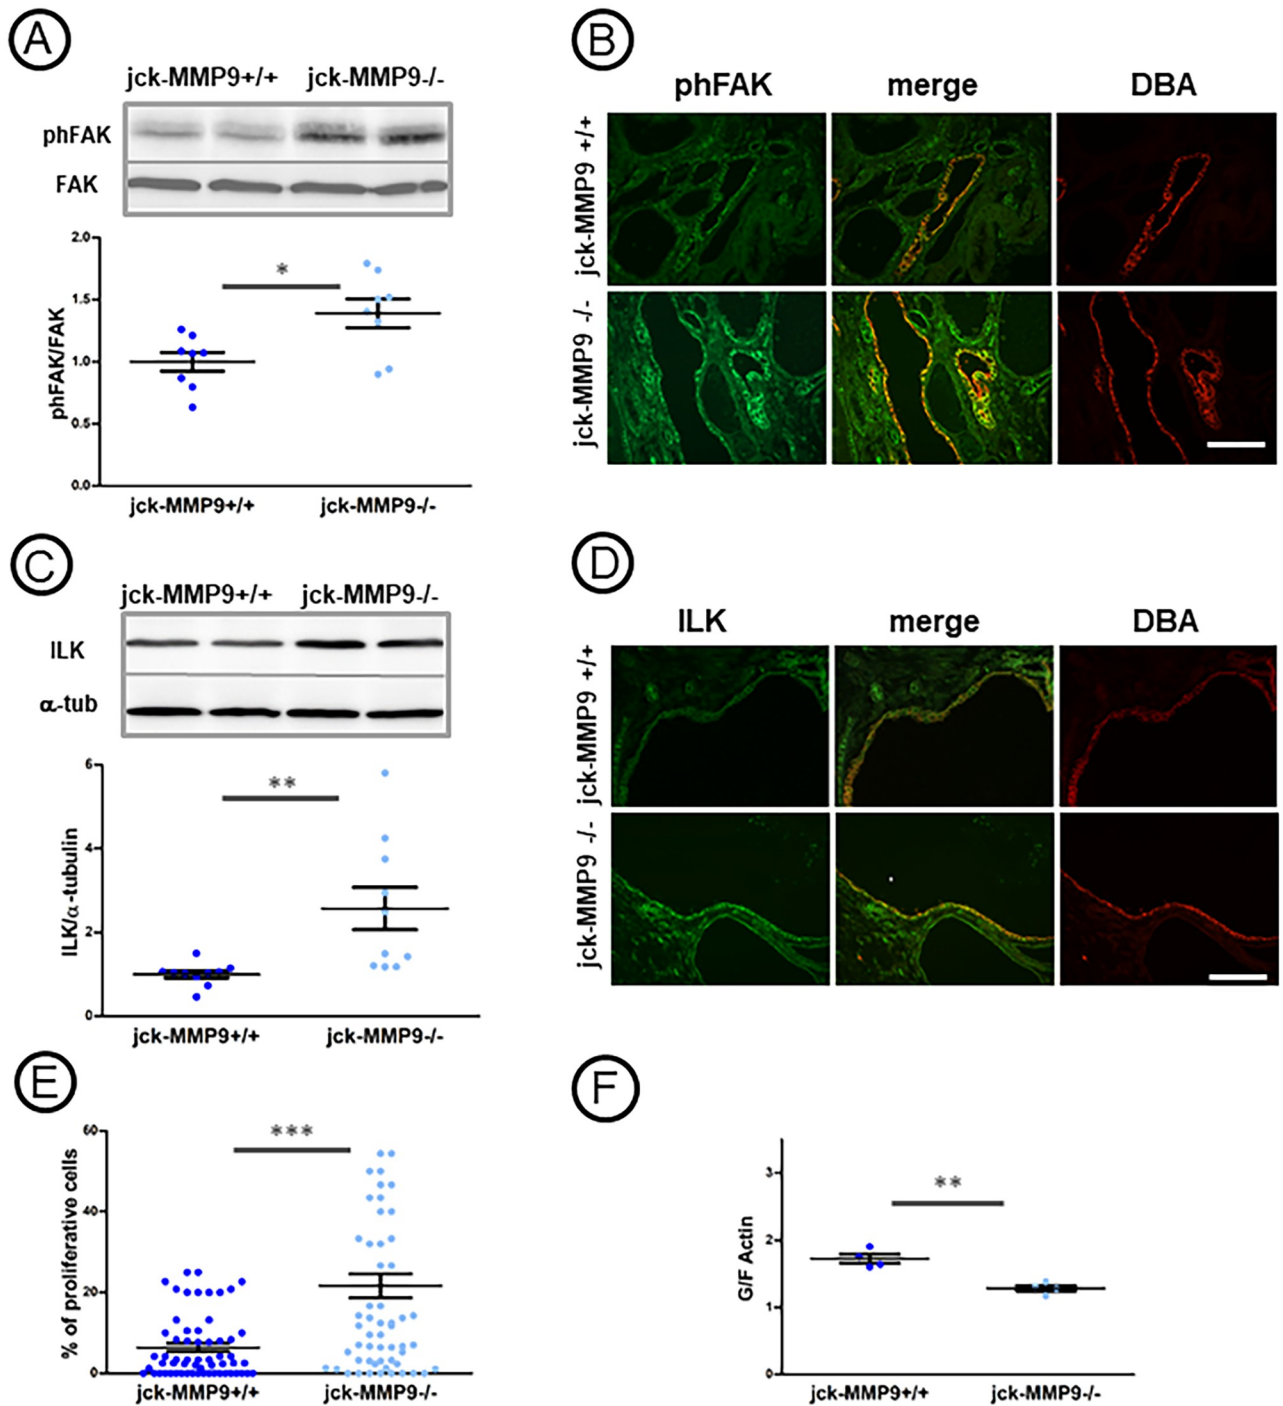 A
jck-MMP9+/+ jck-MMP9-/-
phFAK
FAK
2.0
*
1.5
1.0
0.5
0.0
phFAK/FAK
jck-MMP9+/+ jck-MMP9-/-
B
phFAK merge DBA
jck-MMP9 +/+
jck-MMP9 -/-
C
jck-MMP9+/+ jck-MMP9-/-
ILK
α-tub
6
**
4
2
0
ILK/α-tubulin
jck-MMP9+/+ jck-MMP9-/-
D
ILK merge DBA
jck-MMP9 +/+
jck-MMP9 -/-
E
60
***
40
20
0
% of proliferative cells
jck-MMP9+/+ jck-MMP9-/-
F
3
**
2
1
0
G/F Actin
jck-MMP9+/+ jck-MMP9-/-